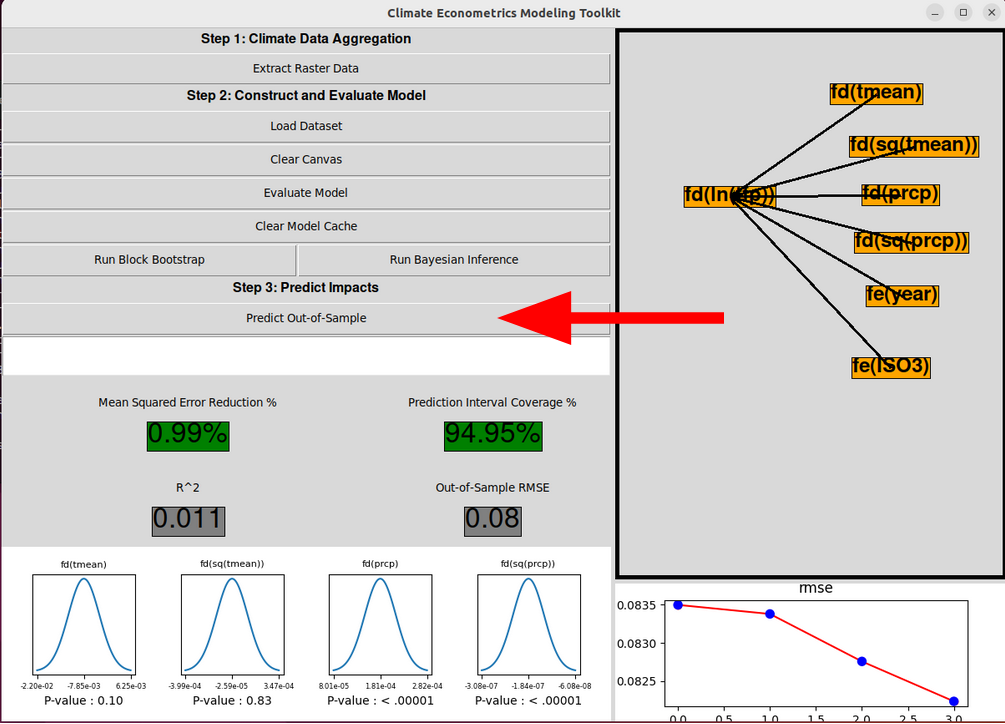 Climate Econometrics Modeling Toolkit
Step 1: Climate Data Aggregation
Extract Raster Data
Step 2: Construct and Evaluate Model
Load Dataset
Clear Canvas
Evaluate Model
Clear Model Cache
Run Block Bootstrap
Run Bayesian Inference
Step 3: Predict Impacts
Predict Out-of-Sample
Mean Squared Error Reduction %
Prediction Interval Coverage %
0.99%
94.95%
R^2
Out-of-Sample RMSE
0.011
0.08
fd(tmean)
fd(sq(tmean))
fd(prcp)
fd(sq(prcp))
-2.20e-02 -7.85e-03 6.25e-03
-3.99e-04 -2.59e-05 3.47e-04
8.01e-05 1.81e-04 2.82e-04
-3.08e-07 -1.84e-07 -6.08e-08
P-value : 0.10
P-value : 0.83
P-value : < .00001
P-value : < .00001
fd(tmean)
fd(sq(tmean))
fd(prcp)
fd(sq(prcp))
fe(year)
fe(ISO3)
rmse
0.0835
0.0830
0.0825
0.0 0.5 1.0 1.5 2.0 2.5 3.0